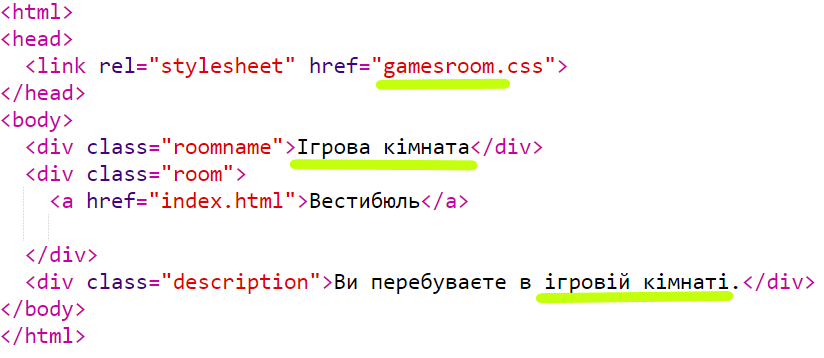 <html>
<head>
<link rel="stylesheet" href="gamesroom.css">
</head>
<body>
<div class="roomname">Ігрова кімната</div>
<div class="room">
<a href="index.html">Вестибюль</a>
</div>
<div class="description">Ви перебуваєте в ігровій кімнаті.</div>
</body>
</html>